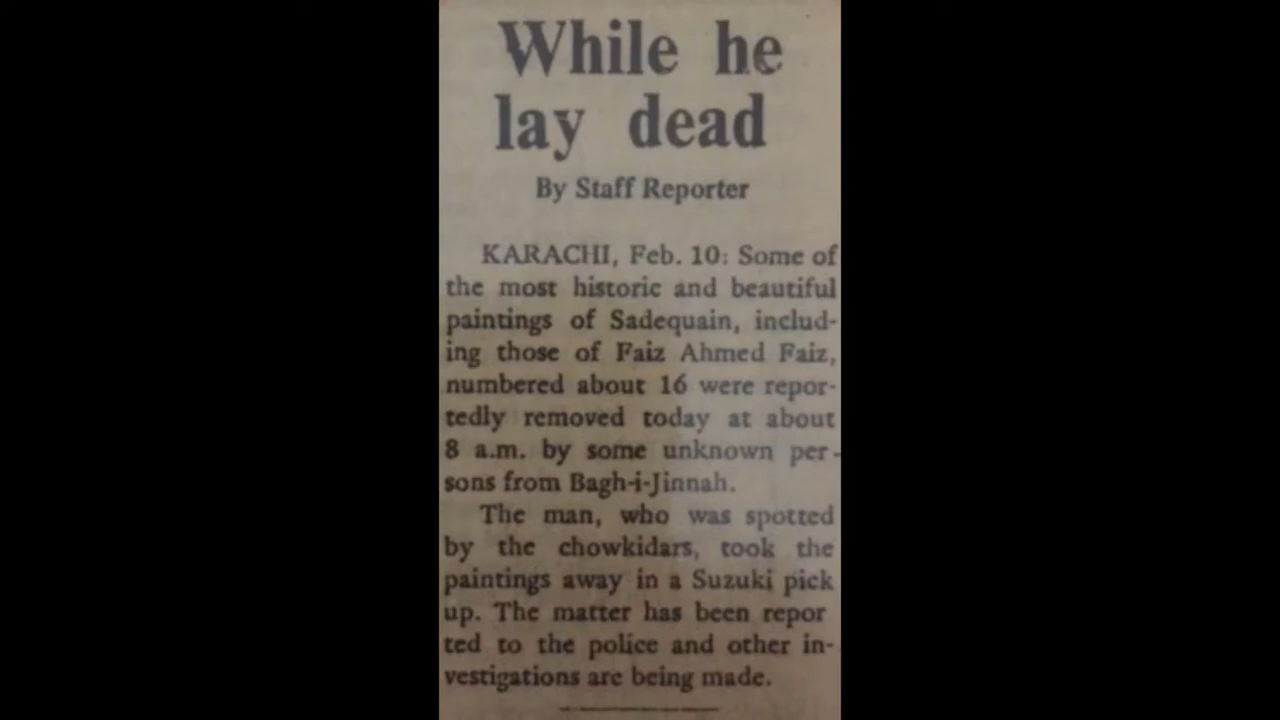 While he
lay dead
By Staff Reporter
KARACHI, Feb. 10: Some of
the most historic and beautiful
paintings of Sadequain, includ-
ing those of Faiz Ahmed Faiz,
numbered about 16 were repor-
tedly removed today at about
8 a.m. by some unknown per-
sons from Bagh-i-Jinnah.
The man, who was spotted
by the chowkidars, took the
paintings away in a Suzuki pick
up. The matter has been repor
ted to the police and other in-
vestigations are being made.